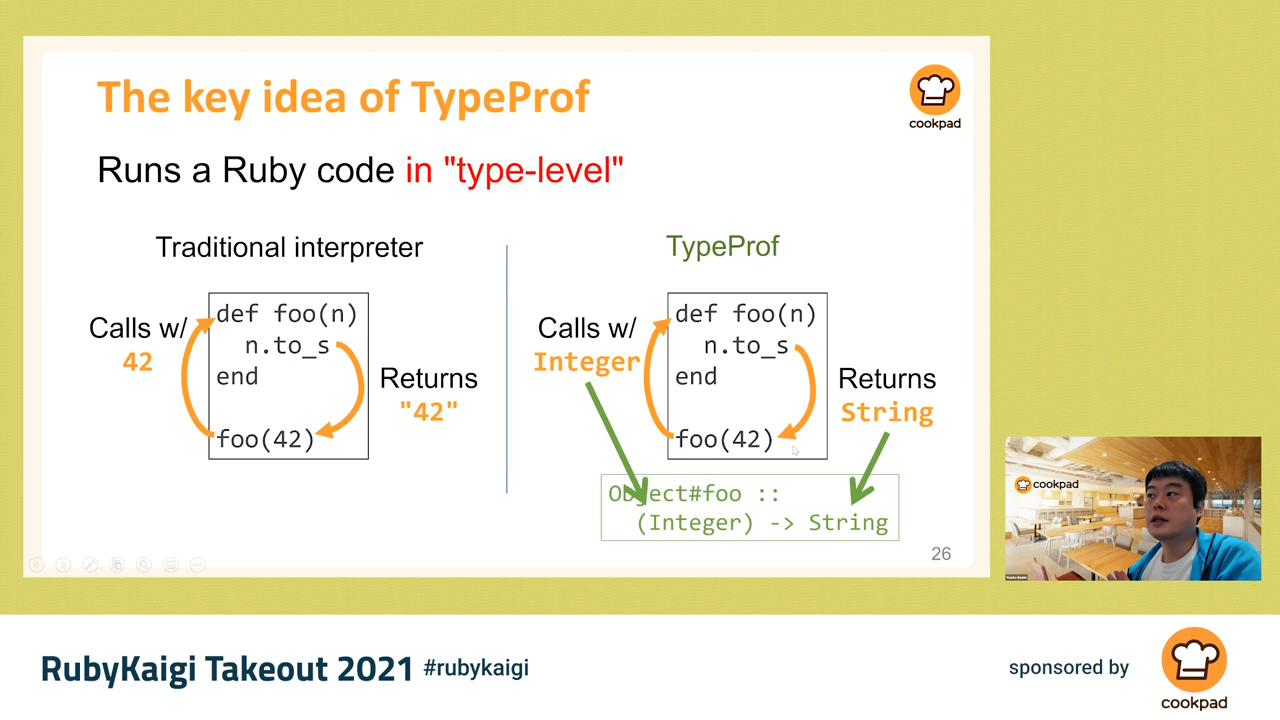 The key idea of TypeProf
cookpad
Runs a Ruby code in "type-level"
Traditional interpreter
Calls w/
42
def foo(n)
n.to_s
end
foo(42)
Returns
"42"
TypeProf
Calls w/
Integer
def foo(n)
n.to_s
end
foo(42)
Returns
String
Object#foo ::
(Integer) -> String
26
cookpad
RubyKaigi Takeout 2021 #rubykaigi
sponsored by
cookpad